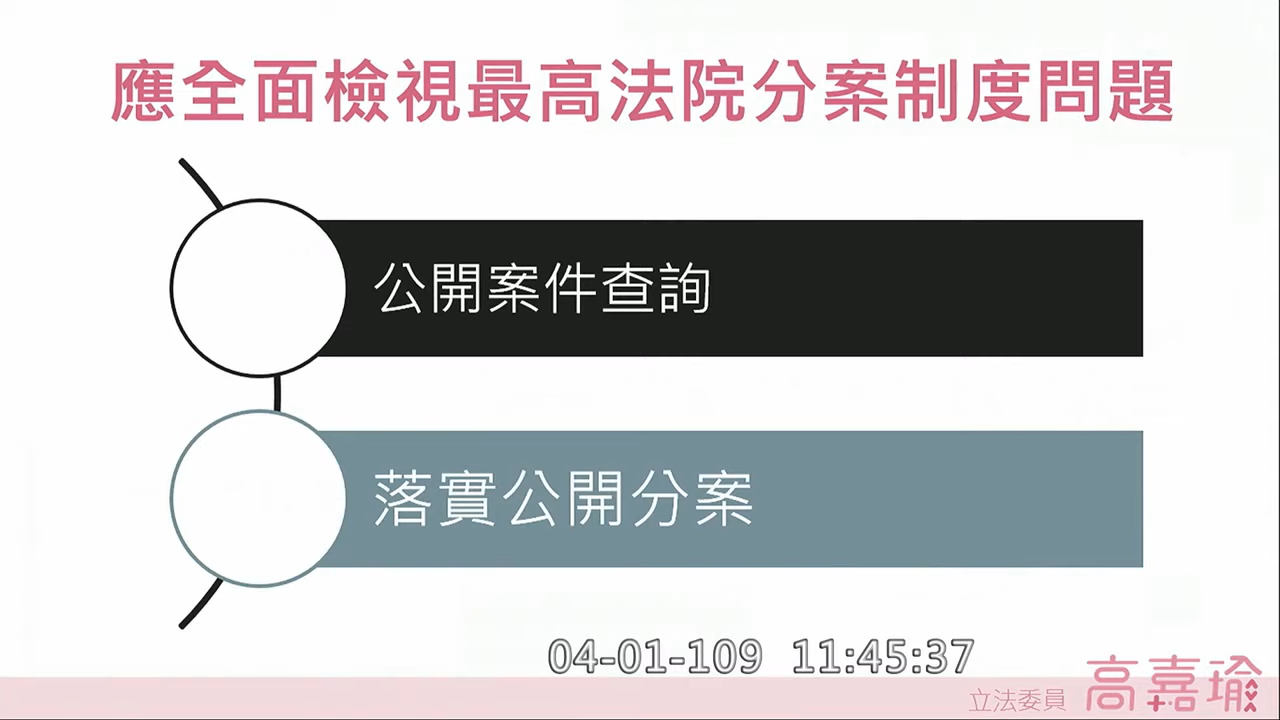 應全面檢視最高法院分案制度問題
公開案件查詢
落實公開分案
04-01-109 11:45:37
立法委員 高嘉瑜